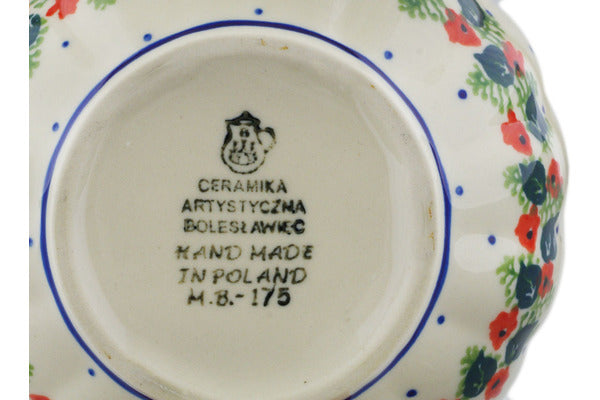 CERAMIKA
ARTYSTYCZNA
BOLESŁAWIEC
HAND MADE
IN POLAND
M.B.-175